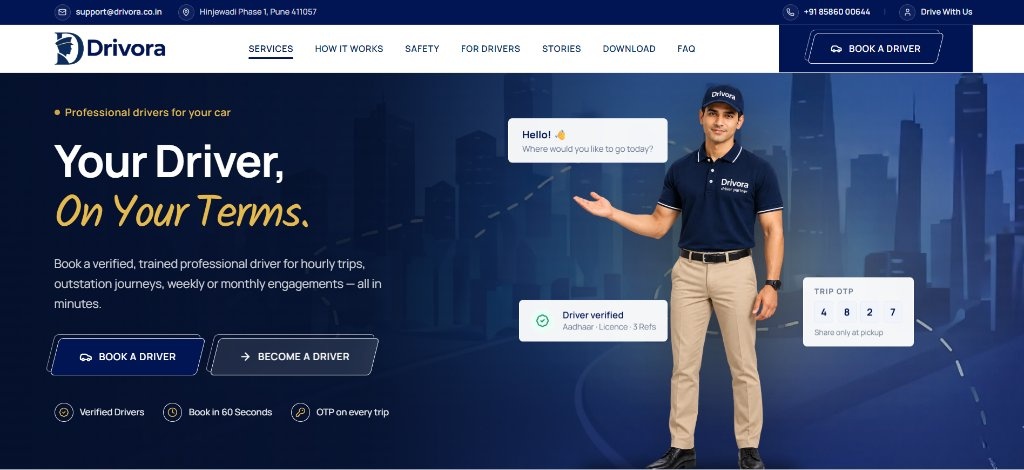 support@drivora.co.in
Hinjewadi Phase 1, Pune 411057
+91 85860 00644
Drive With Us
Drivora
SERVICES
HOW IT WORKS
SAFETY
FOR DRIVERS
STORIES
DOWNLOAD
FAQ
BOOK A DRIVER
Professional drivers for your car
Your Driver,
On Your Terms.
Book a verified, trained professional driver for hourly trips,
outstation journeys, weekly or monthly engagements — all in
minutes.
BOOK A DRIVER
BECOME A DRIVER
Verified Drivers
Book in 60 Seconds
OTP on every trip
Hello! 👋
Where would you like to go today?
Drivora
Drivora
driver partner
Driver verified
Aadhaar · Licence · 3 Refs
TRIP OTP
4 8 2 7
Share only at pickup